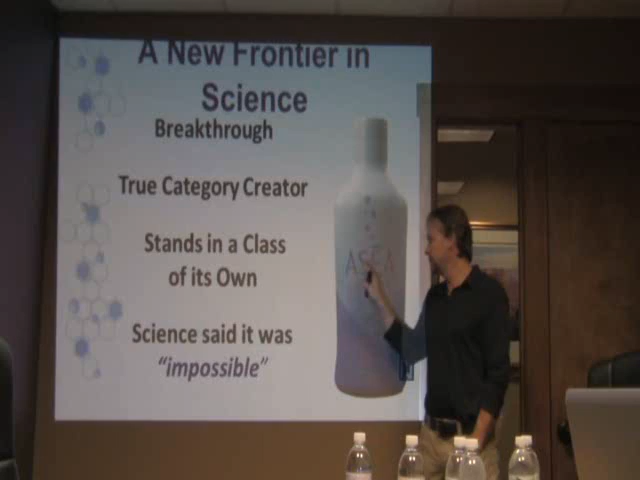 A New Frontier in
Science
Breakthrough
True Category Creator
Stands in a Class
of its Own
Science said it was
"impossible"
ASEA